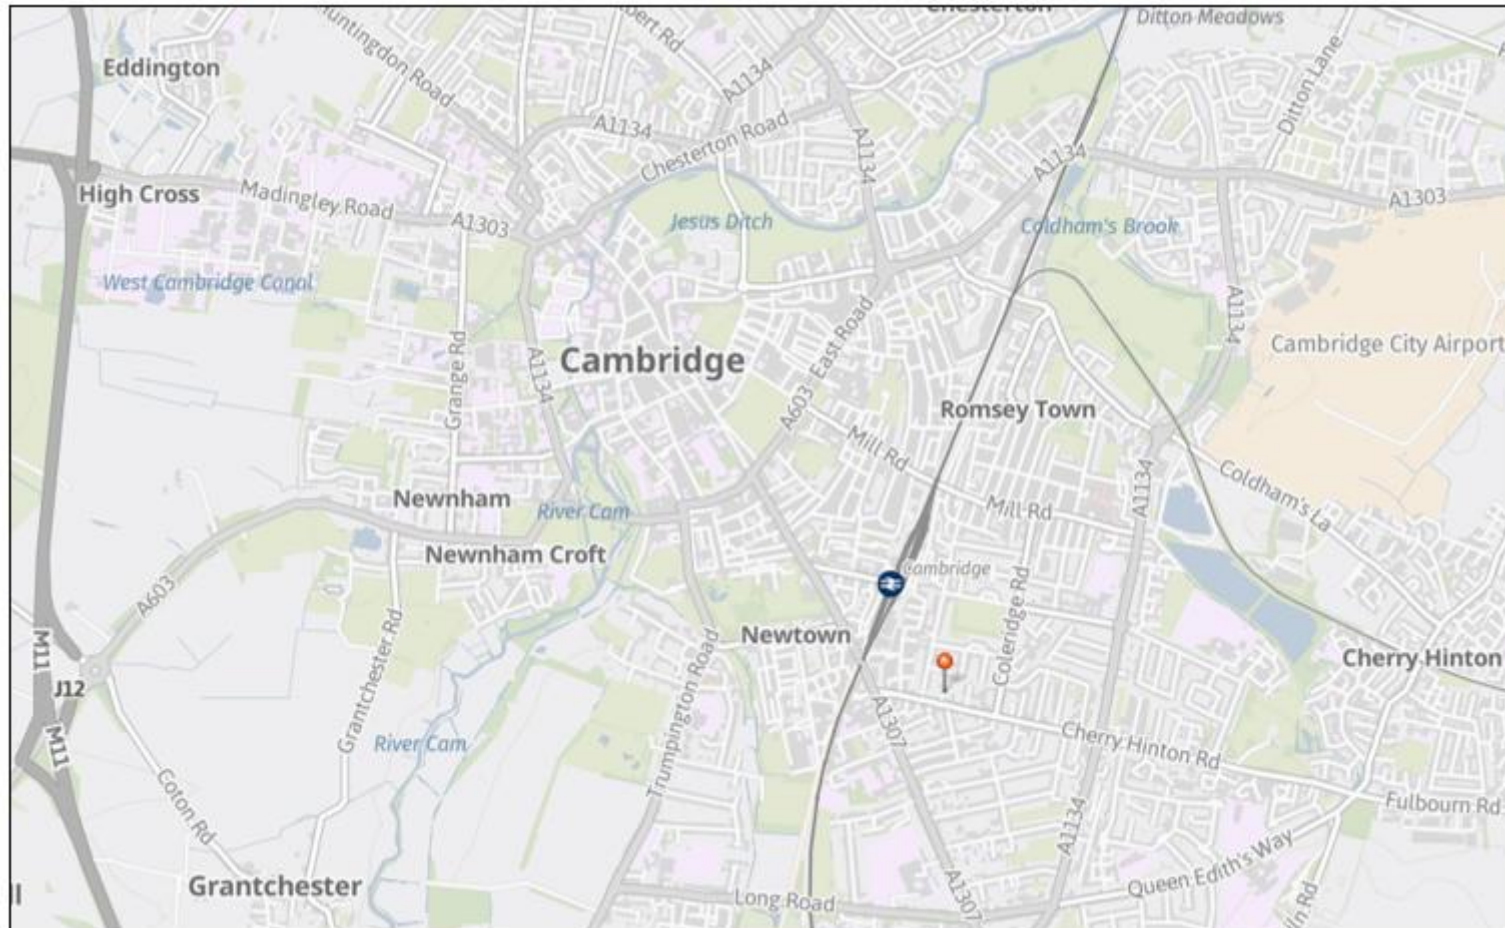 Chesterton
Ditton Meadows
Eddington
Huntingdon Road
A1134
Ditton Lane
A1134
Chesterton Road
A1134
A1134
High Cross
Madingley Road
A1303
Jesus Ditch
Coldham's Brook
A1303
West Cambridge Canal
A1134
Cambridge City Airport
Grange Rd
A1134
Cambridge
A603 East Road
Romsey Town
Mill Rd
Coldham's La
A1134
Mill Rd
Newnham
River Cam
Newnham Croft
Cambridge
A603
Coleridge Rd
Newtown
M11
J12
Cherry Hinton
Grantchester Rd
Trumpington Road
A1307
River Cam
M11
Cherry Hinton Rd
Coton Rd
Fulbourn Rd
A1134
Queen Edith's Way
Grantchester
Long Road
A1307